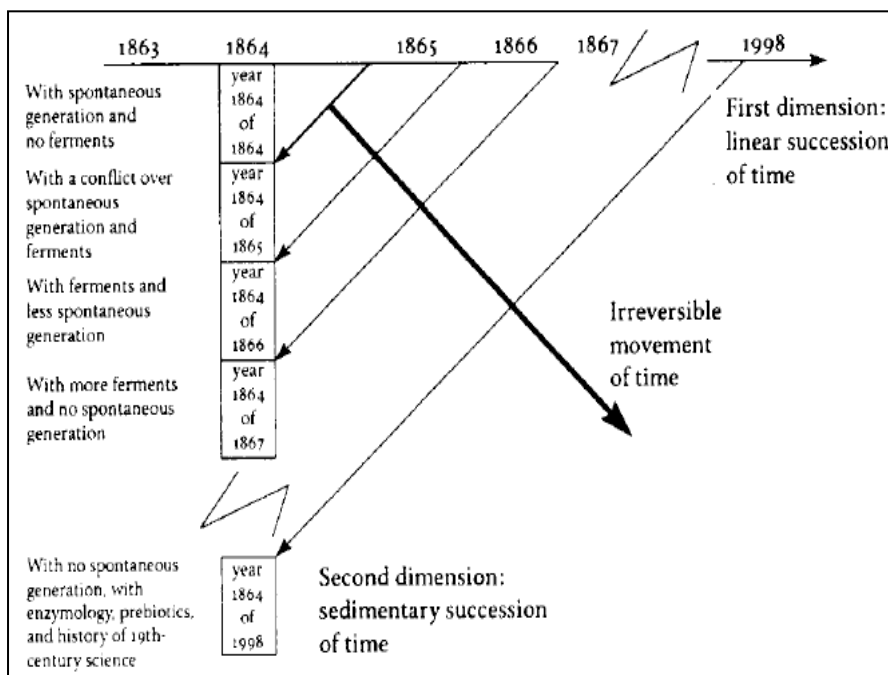 1863 1864 1865 1866 1867 1998
With spontaneous
generation and
no ferments
year
1864
of
1864
First dimension:
linear succession
of time
With a conflict over
spontaneous
generation and
ferments
year
1864
of
1865
With ferments and
less spontaneous
generation
year
1864
of
1866
Irreversible
movement
of time
With more ferments
and no spontaneous
generation
year
1864
of
1867
With no spontaneous
generation, with
enzymology, prebiotics,
and history of 19th-
century science
year
1864
of
1998
Second dimension:
sedimentary succession
of time